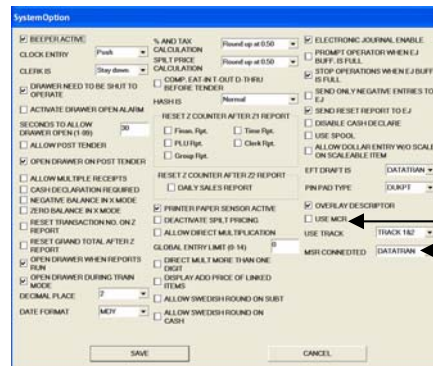 SystemOption
BEEPER ACTIVE
CLOCK ENTRY Push
CLERK IS Stay down
DRAWER NEED TO BE SHUT TO
OPERATE
ACTIVATE DRAWER OPEN ALARM
SECONDS TO ALLOW
DRAWER OPEN (1-99) 30
ALLOW POST TENDER
OPEN DRAWER ON POST TENDER
ALLOW MULTIPLE RECEIPTS
CASH DECLARATION REQUIRED
NEGATIVE BALANCE IN X MODE
ZERO BALANCE IN X MODE
RESET TRANSACTION NO. ON Z
REPORT
RESET GRAND TOTAL AFTER Z
REPORT
OPEN DRAWER WHEN REPORTS
RUN
OPEN DRAWER DURING TRAIN
MODE
DECIMAL PLACE 2
DATE FORMAT MDY
% AND TAX
CALCULATION Round up at 0.50
SPILT PRICE
CALCULATION Round up at 0.50
COMP. EAT-IN T-OUT D-THRU
BEFORE TENDER
HASH IS Normal
RESET Z COUNTER AFTER Z1 REPORT
Finan. Rpt. Time Rpt.
PLU Rpt. Clerk Rpt.
Group Rpt.
RESET Z COUNTER AFTER Z2 REPORT
DAILY SALES REPORT
PRINTER PAPER SENSOR ACTIVE
DEACTIVATE SPILT PRICING
ALLOW DIRECT MULTIPLICATION
GLOBAL ENTRY LIMIT (0-14) 0
DIRECT MULT MORE THAN ONE
DIGIT
DISPLAY ADD PRICE OF LINKED
ITEMS
ALLOW SWEDISH ROUND ON SUBT
ALLOW SWEDISH ROUND ON
CASH
ELECTRONIC JOURNAL ENABLE
PROMPT OPERATOR WHEN EJ
BUFF. IS FULL
STOP OPERATIONS WHEN EJ BUFF
IS FULL
SEND ONLY NEGATIVE ENTRIES TO
EJ
SEND RESET REPORT TO EJ
DISABLE CASH DECLARE
USE SPOOL
ALLOW DOLLAR ENTRY W/O SCALE
ON SCALEABLE ITEM
EFT DRAFT IS DATATRAN
PIN PAD TYPE DUKPT
OVERLAY DESCRIPTOR
USE MCR
USE TRACK TRACK 1&2
MSR CONNEDTED DATATRAN
SAVE CANCEL